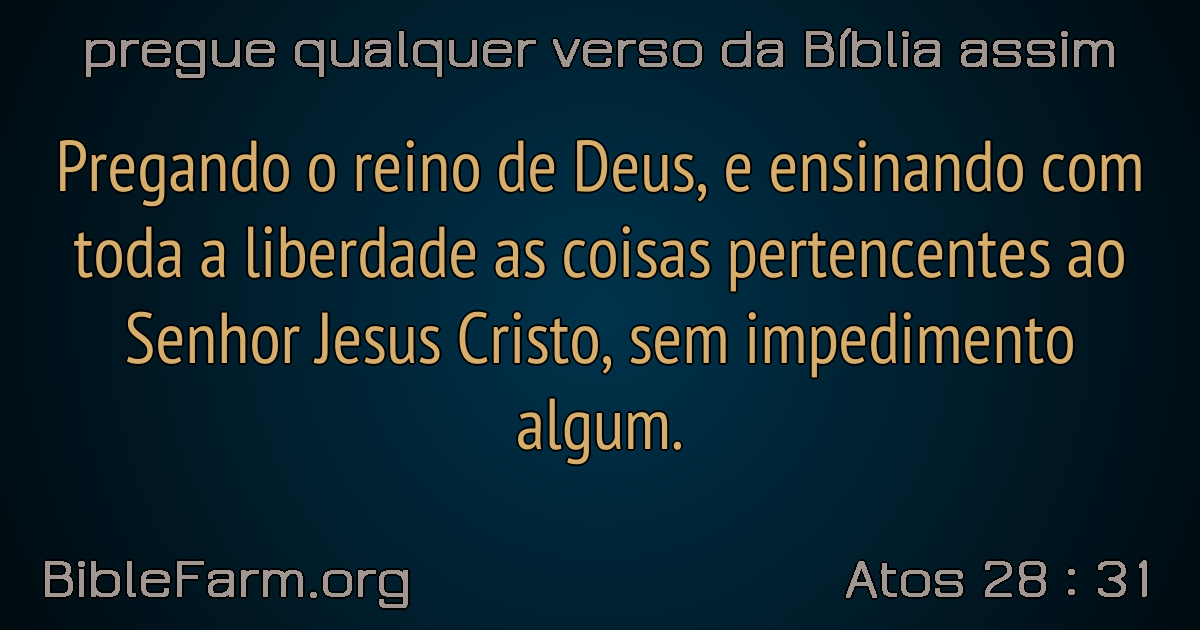 pregue qualquer verso da Bíblia assim
Pregando o reino de Deus, e ensinando com
toda a liberdade as coisas pertencentes ao
Senhor Jesus Cristo, sem impedimento
algum.
BibleFarm.org
Atos 28 : 31